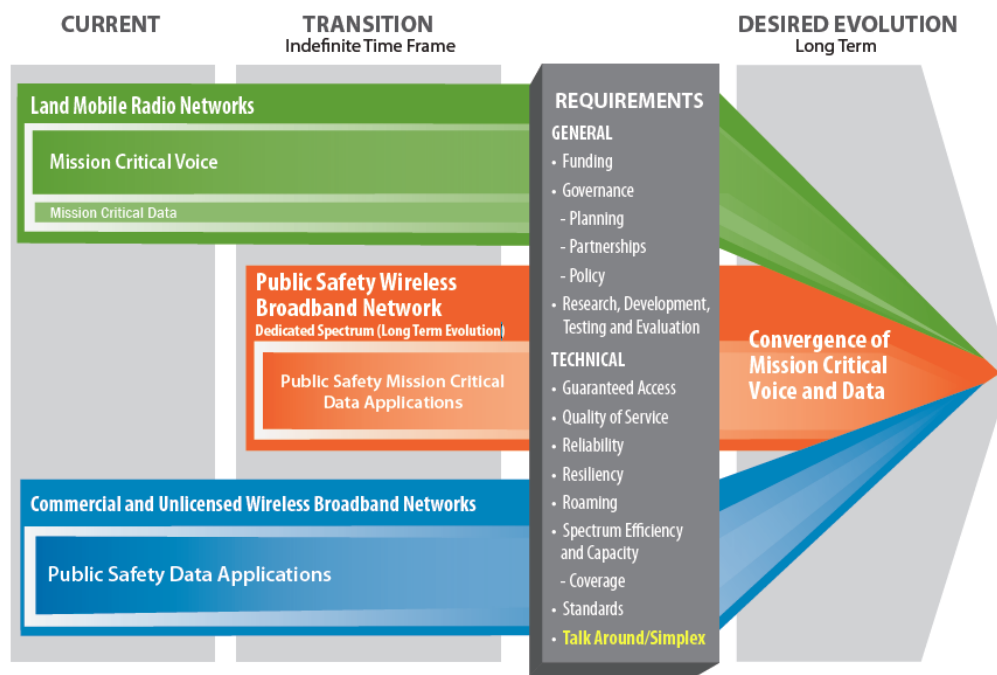 CURRENT
TRANSITION
Indefinite Time Frame
DESIRED EVOLUTION
Long Term
Land Mobile Radio Networks
Mission Critical Voice
Mission Critical Data
Public Safety Wireless
Broadband Network
Dedicated Spectrum (Long Term Evolution)
Public Safety Mission Critical
Data Applications
Commercial and Unlicensed Wireless Broadband Networks
Public Safety Data Applications
REQUIREMENTS
GENERAL
• Funding
• Governance
- Planning
- Partnerships
- Policy
• Research, Development,
Testing and Evaluation
TECHNICAL
• Guaranteed Access
• Quality of Service
• Reliability
• Resiliency
• Roaming
• Spectrum Efficiency
and Capacity
- Coverage
• Standards
• Talk Around/Simplex
Convergence of
Mission Critical
Voice and Data